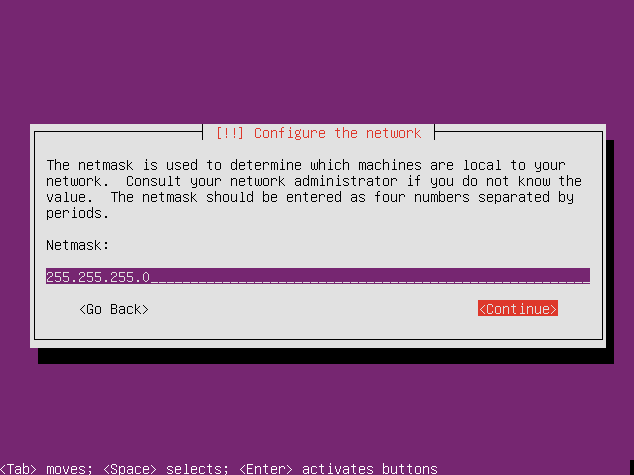 [!!] Configure the network
The netmask is used to determine which machines are local to your
network.  Consult your network administrator if you do not know the
value.  The netmask should be entered as four numbers separated by
periods.
Netmask:
255.255.255.0
<Go Back> <Continue>
<Tab> moves; <Space> selects; <Enter> activates buttons